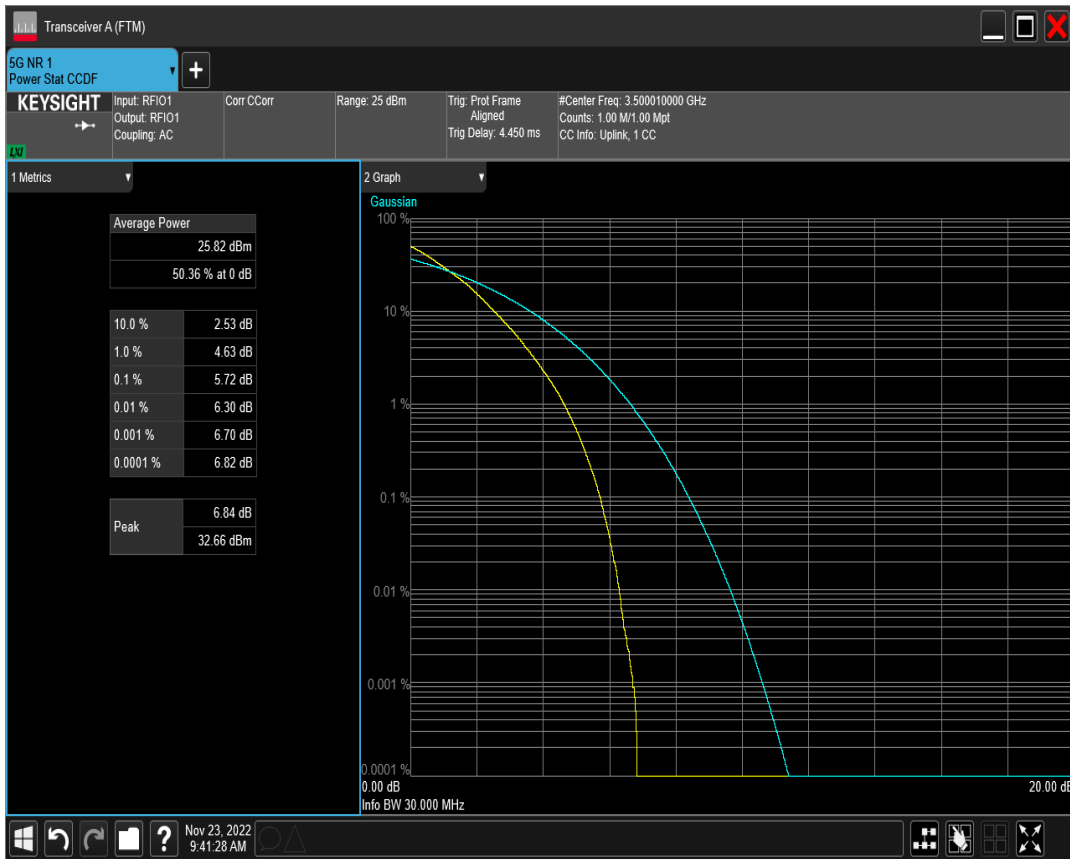 Transceiver A (FTM)
5G NR 1
Power Stat CCDF
+
KEYSIGHT
LXI
Input: RFIO1
Output: RFIO1
Coupling: AC
Corr CCorr
Range: 25 dBm
Trig: Prot Frame
Aligned
Trig Delay: 4.450 ms
#Center Freq: 3.500010000 GHz
Counts: 1.00 M/1.00 Mpt
CC Info: Uplink, 1 CC
1 Metrics
Average Power
25.82 dBm
50.36 % at 0 dB
10.0 % 2.53 dB
1.0 % 4.63 dB
0.1 % 5.72 dB
0.01 % 6.30 dB
0.001 % 6.70 dB
0.0001 % 6.82 dB
Peak
6.84 dB
32.66 dBm
2 Graph
Gaussian
100 %
10 %
1 %
0.1 %
0.01 %
0.001 %
0.0001 %
0.00 dB 20.00 dB
Info BW 30.000 MHz
?
Nov 23, 2022
9:41:28 AM